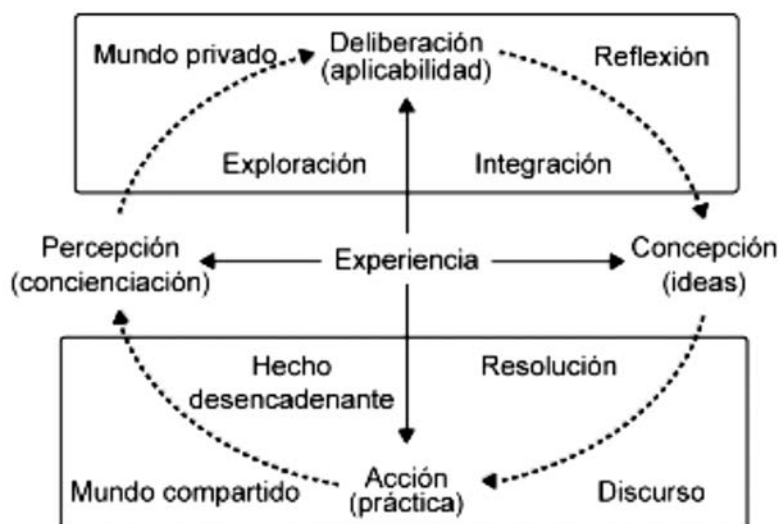 Mundo privado
Deliberación
(aplicabilidad)
Reflexión
Exploración
Integración
Percepción
(concienciación)
Experiencia
Concepción
(ideas)
Hecho
desencadenante
Resolución
Mundo compartido
Acción
(práctica)
Discurso